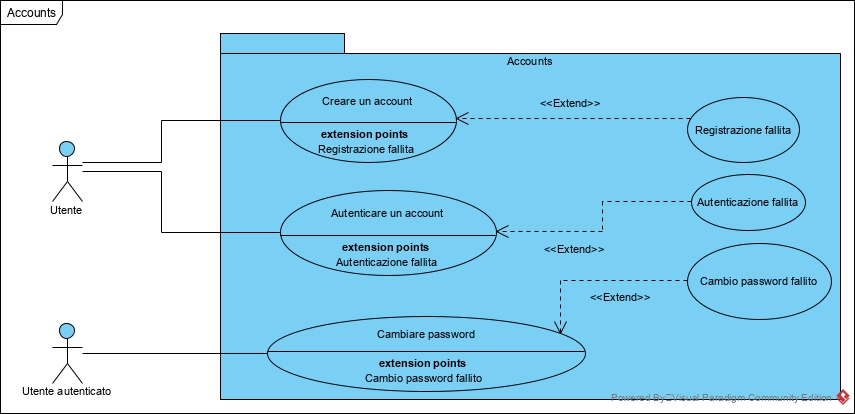 Accounts
Accounts
Creare un account
extension points
Registrazione fallita
<<Extend>>
Registrazione fallita
Utente
Autenticare un account
extension points
Autenticazione fallita
<<Extend>>
Autenticazione fallita
Cambio password fallito
<<Extend>>
Cambiare password
extension points
Cambio password fallito
Utente autenticato
Powered By Visual Paradigm Community Edition